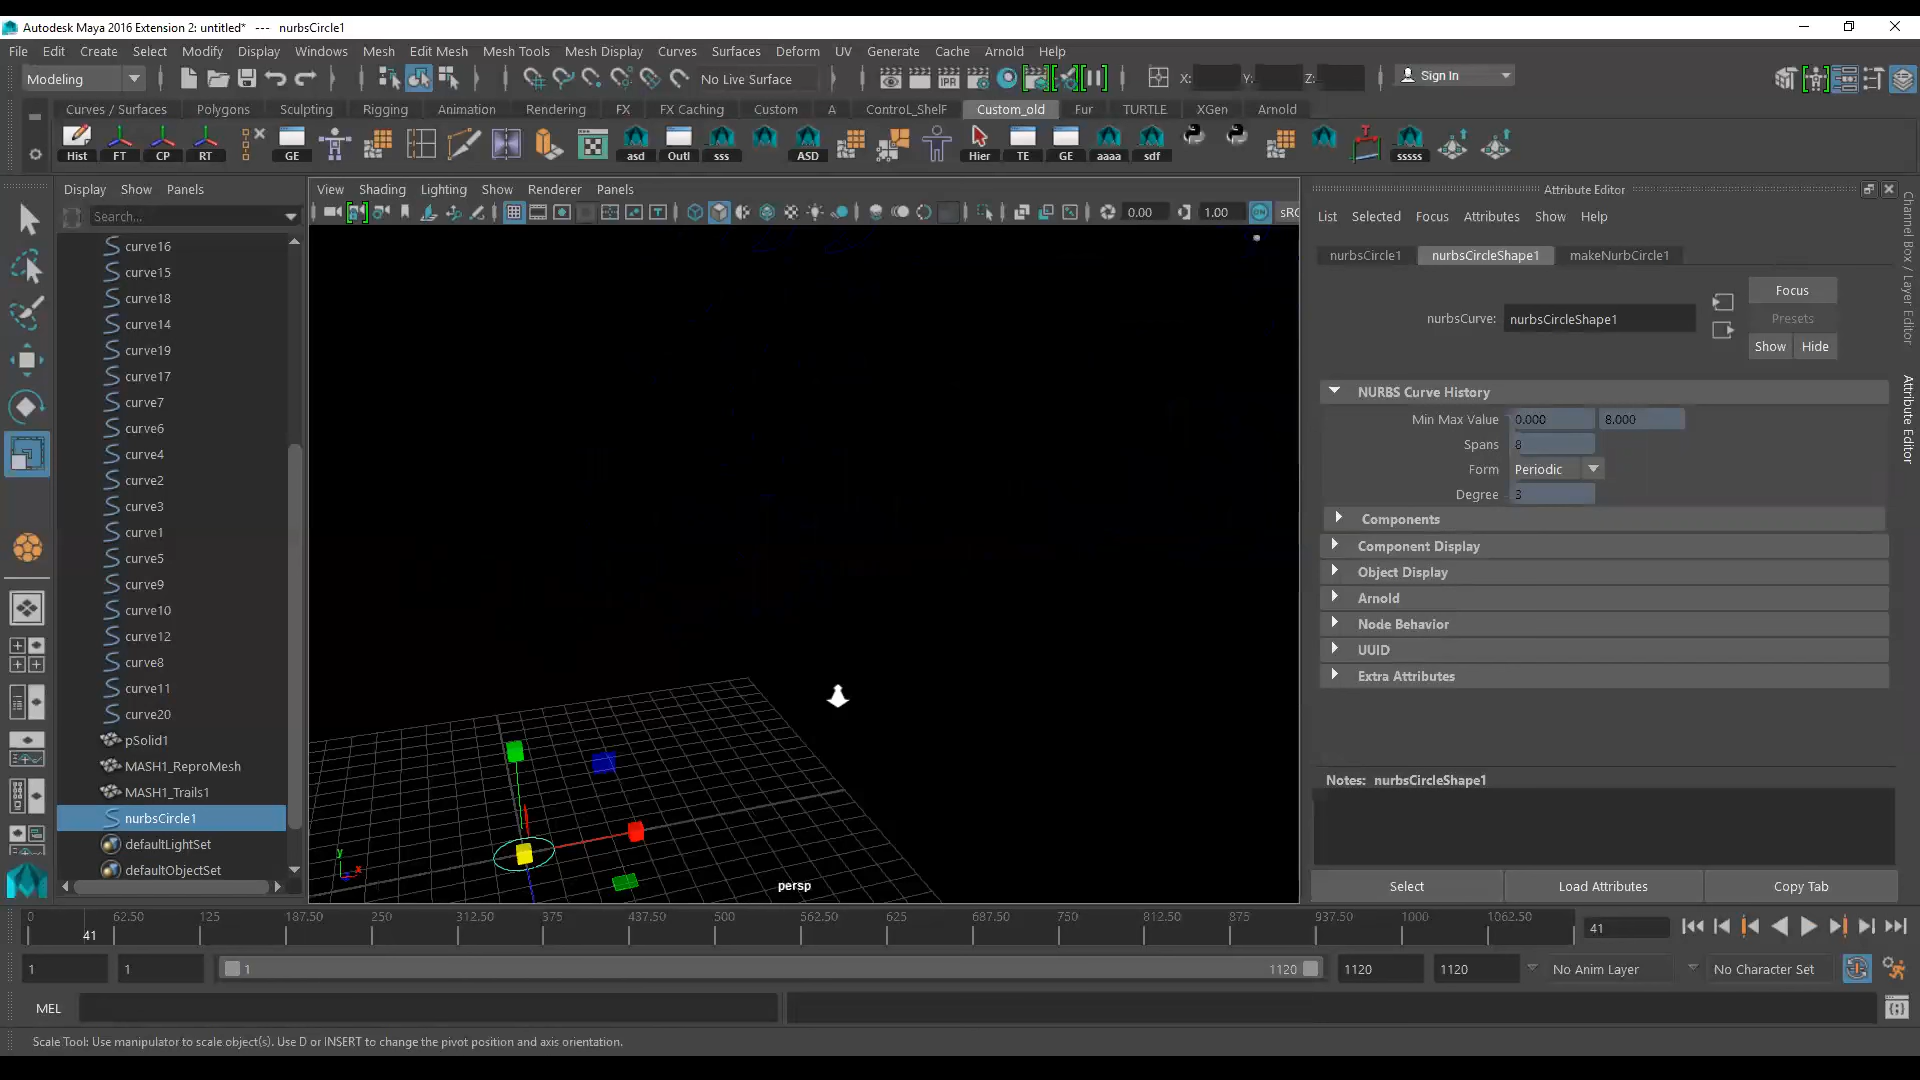 Autodesk Maya 2016 Extension 2: untitled*   ---   nurbsCircle1
File Edit Create Select Modify Display Windows Mesh Edit Mesh Mesh Tools Mesh Display Curves Surfaces Deform UV Generate Cache Arnold Help
Modeling No Live Surface IPR X: Y: Z: Sign In
Curves / Surfaces Polygons Sculpting Rigging Animation Rendering FX FX Caching Custom A ControL_ShelF Custom_old Fur TURTLE XGen Arnold
Hist FT CP RT GE asd Outl sss ASD Hier TE GE aaaa sdf sssss
Display Show Panels
Search...
curve16
curve15
curve18
curve14
curve19
curve17
curve7
curve6
curve4
curve2
curve3
curve1
curve5
curve9
curve10
curve12
curve8
curve11
curve20
pSolid1
MASH1_ReproMesh
MASH1_Trails1
nurbsCircle1
defaultLightSet
defaultObjectSet
View Shading Lighting Show Renderer Panels
0.00 1.00
y x
persp
Attribute Editor
List Selected Focus Attributes Show Help
nurbsCircle1 nurbsCircleShape1 makeNurbCircle1
Focus
nurbsCurve: nurbsCircleShape1
Presets
Show Hide
NURBS Curve History
Min Max Value 0.000 8.000
Spans 8
Form Periodic
Degree 3
Components
Component Display
Object Display
Arnold
Node Behavior
UUID
Extra Attributes
Notes: nurbsCircleShape1
Select Load Attributes Copy Tab
Channel Box / Layer Editor
Attribute Editor
0 62.50 125 187.50 250 312.50 375 437.50 500 562.50 625 687.50 750 812.50 875 937.50 1000 1062.50
41 41
1 1 1 1120 1120 1120 No Anim Layer No Character Set
MEL
Scale Tool: Use manipulator to scale object(s). Use D or INSERT to change the pivot position and axis orientation.